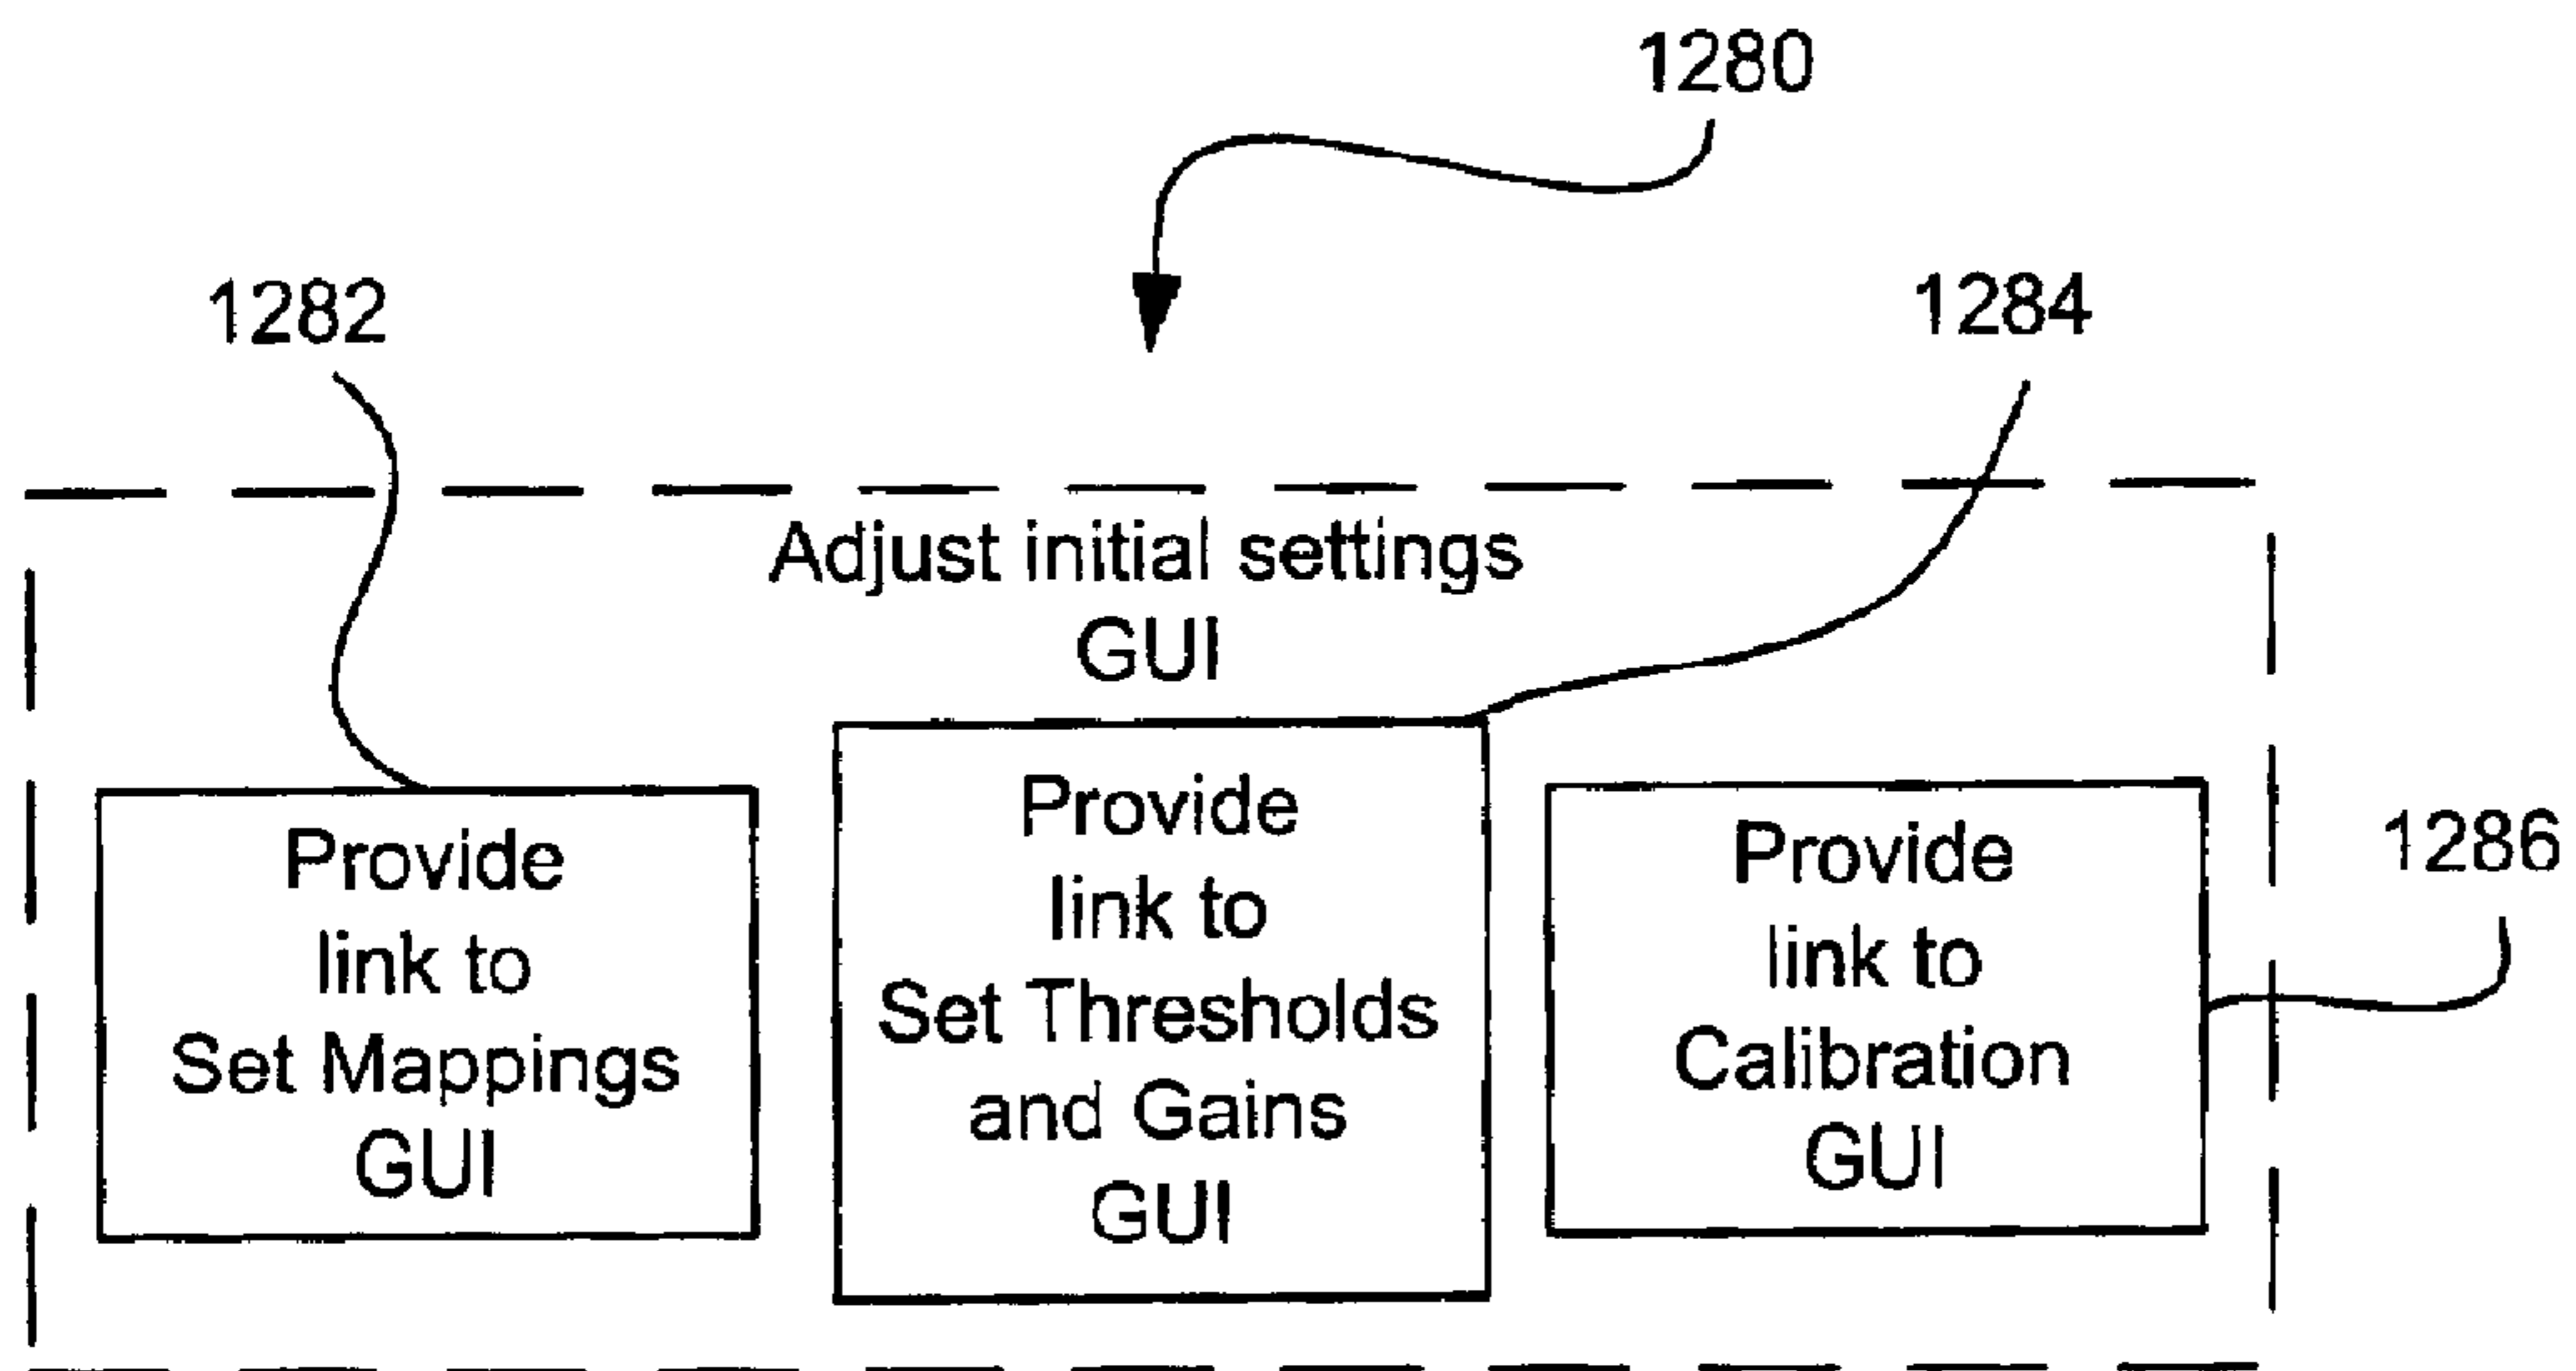 1280
1282
1284
Adjust initial settings
GUI
Provide
link to
Set Mappings
GUI
Provide
link to
Set Thresholds
and Gains
GUI
Provide
link to
Calibration
GUI
1286